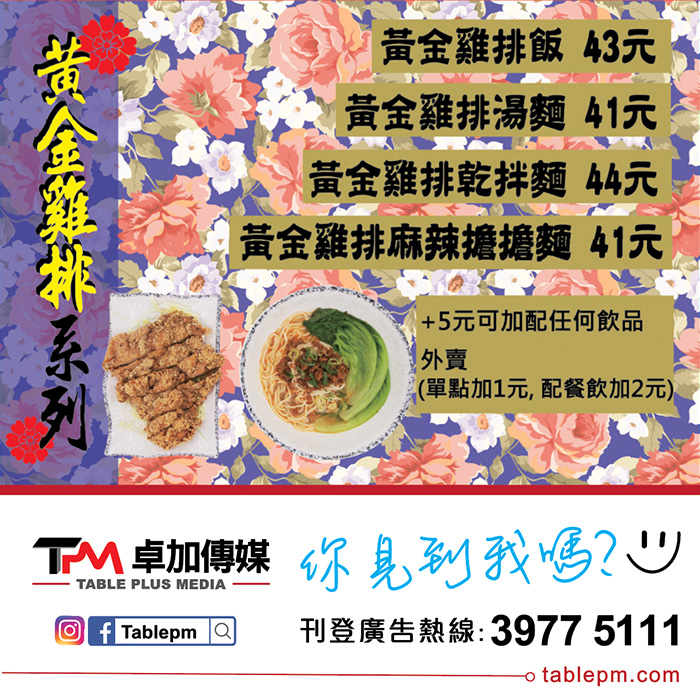 黃金雞排系列
黃金雞排飯 43元
黃金雞排湯麵 41元
黃金雞排乾拌麵 44元
黃金雞排麻辣擔擔麵 41元
+5元可加配任何飲品
外賣
(單點加1元, 配餐飲加2元)
TPM 卓加傳媒
TABLE PLUS MEDIA
你見到我嗎?
Tablepm
刊登廣告熱線: 3977 5111
tablepm.com